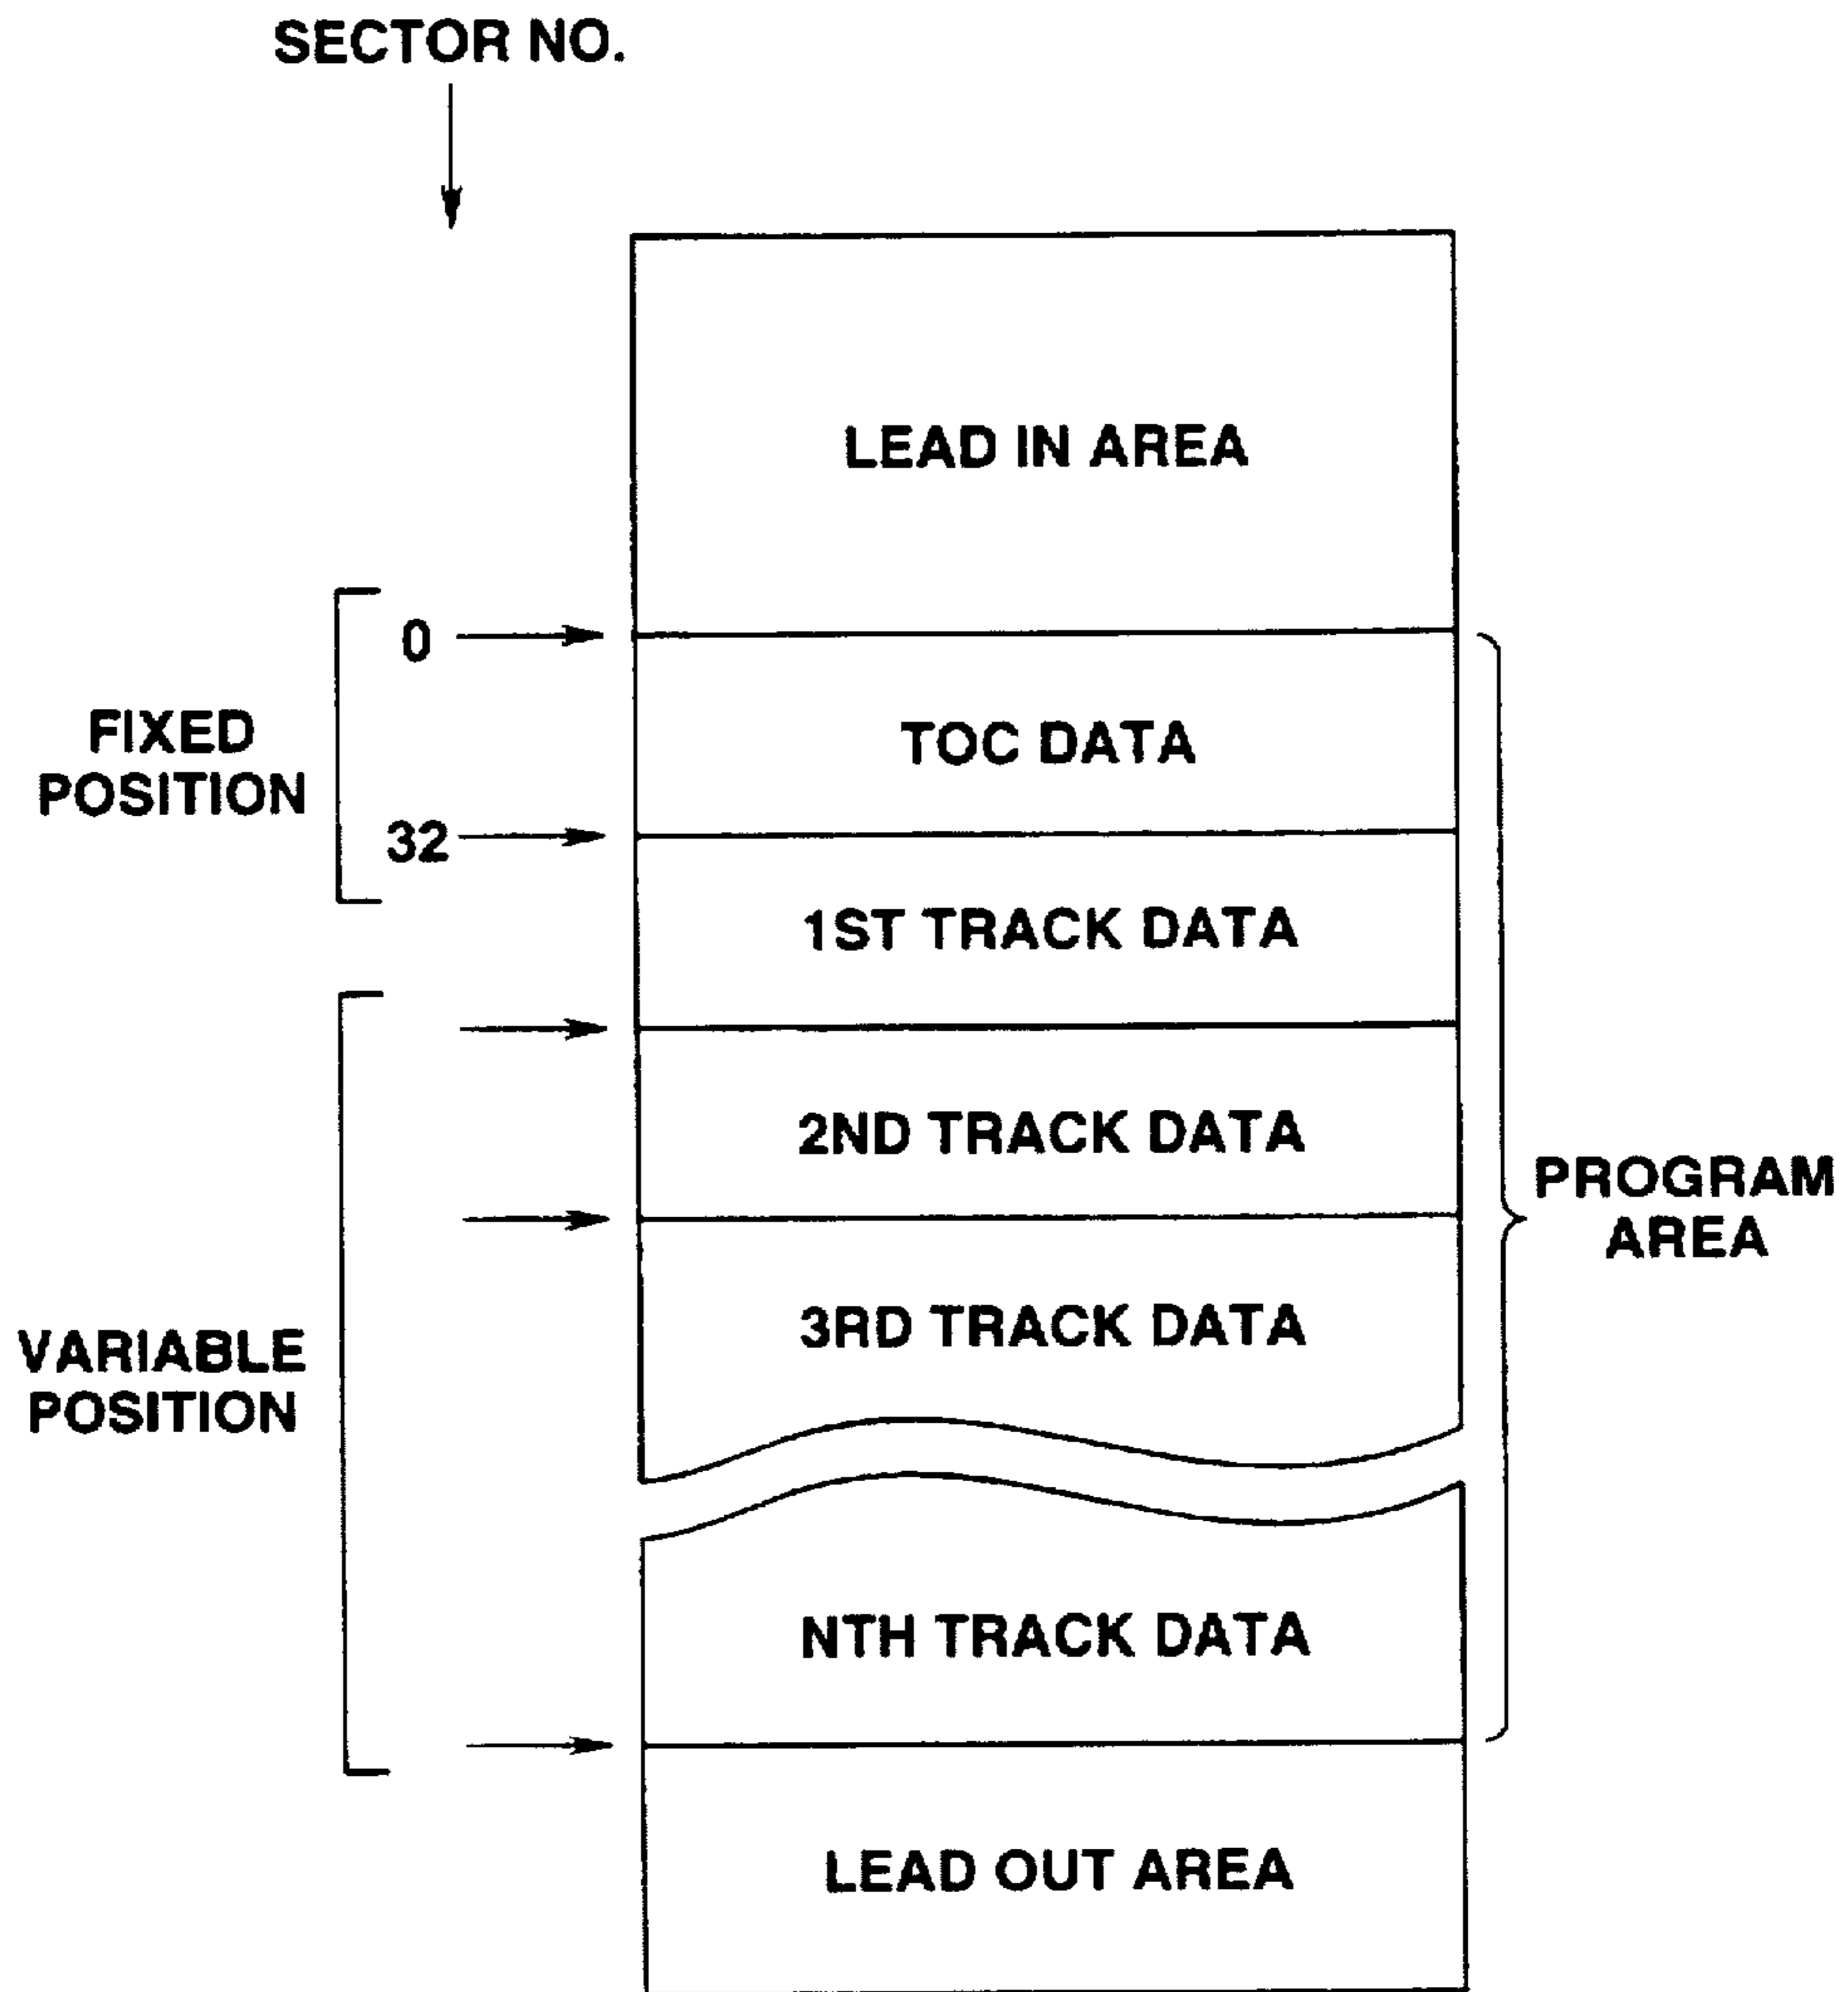 SECTOR NO.
LEAD IN AREA
0
FIXED
POSITION
TOC DATA
32
1ST TRACK DATA
2ND TRACK DATA
PROGRAM
AREA
3RD TRACK DATA
VARIABLE
POSITION
NTH TRACK DATA
LEAD OUT AREA